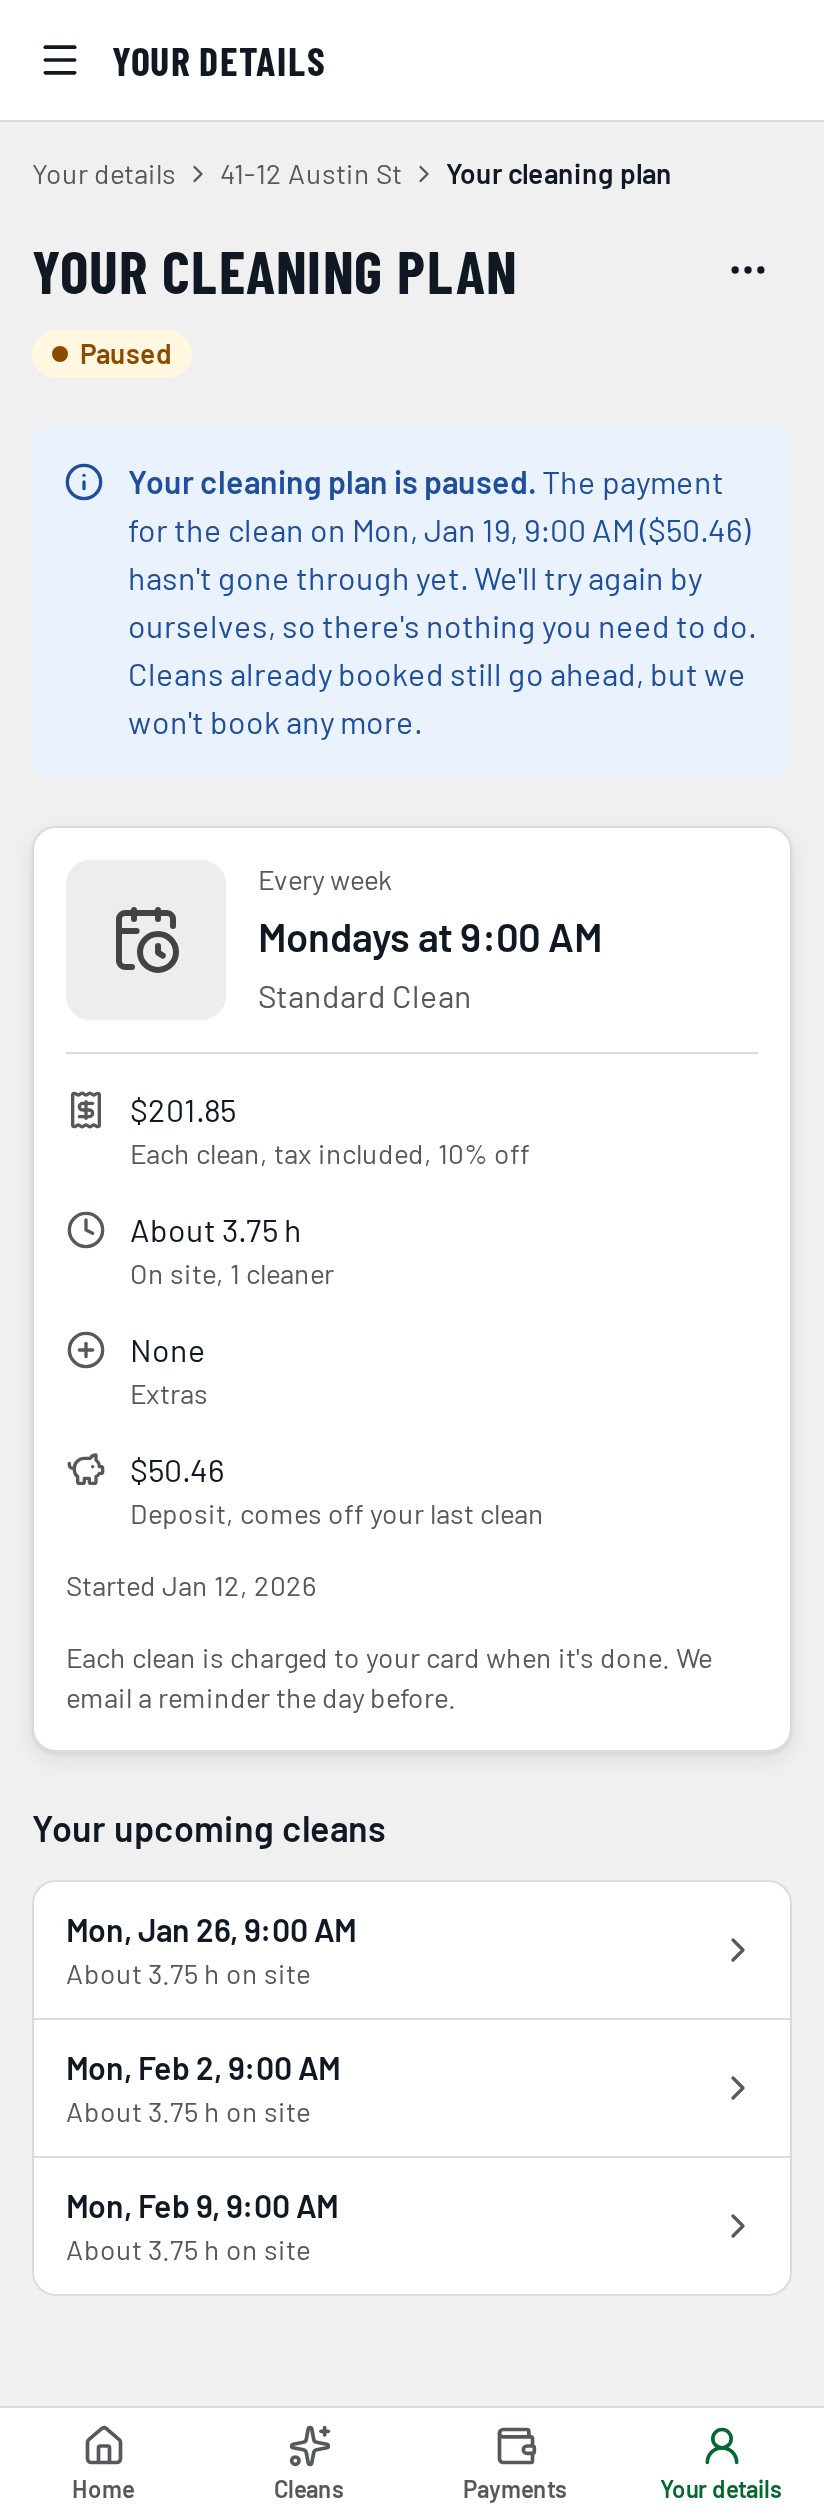 YOUR DETAILS
Your details > 41-12 Austin St > Your cleaning plan
YOUR CLEANING PLAN
Paused
Your cleaning plan is paused. The payment
for the clean on Mon, Jan 19, 9:00 AM ($50.46)
hasn't gone through yet. We'll try again by
ourselves, so there's nothing you need to do.
Cleans already booked still go ahead, but we
won't book any more.
Every week
Mondays at 9:00 AM
Standard Clean
$201.85
Each clean, tax included, 10% off
About 3.75 h
On site, 1 cleaner
None
Extras
$50.46
Deposit, comes off your last clean
Started Jan 12, 2026
Each clean is charged to your card when it's done. We
email a reminder the day before.
Your upcoming cleans
Mon, Jan 26, 9:00 AM
About 3.75 h on site
Mon, Feb 2, 9:00 AM
About 3.75 h on site
Mon, Feb 9, 9:00 AM
About 3.75 h on site
Home Cleans Payments Your details